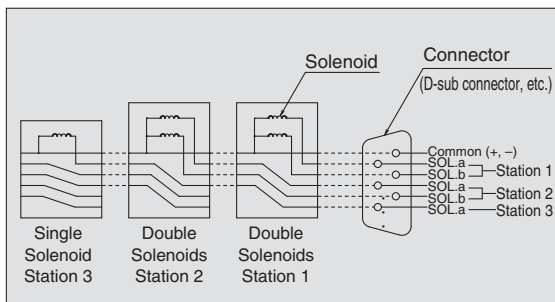 Solenoid
Connector
(D-sub connector, etc.)
Common (+, –)
SOL.a
SOL.b
Station 1
SOL.a
SOL.b
Station 2
SOL.a
Station 3
Single
Solenoid
Station 3
Double
Solenoids
Station 2
Double
Solenoids
Station 1